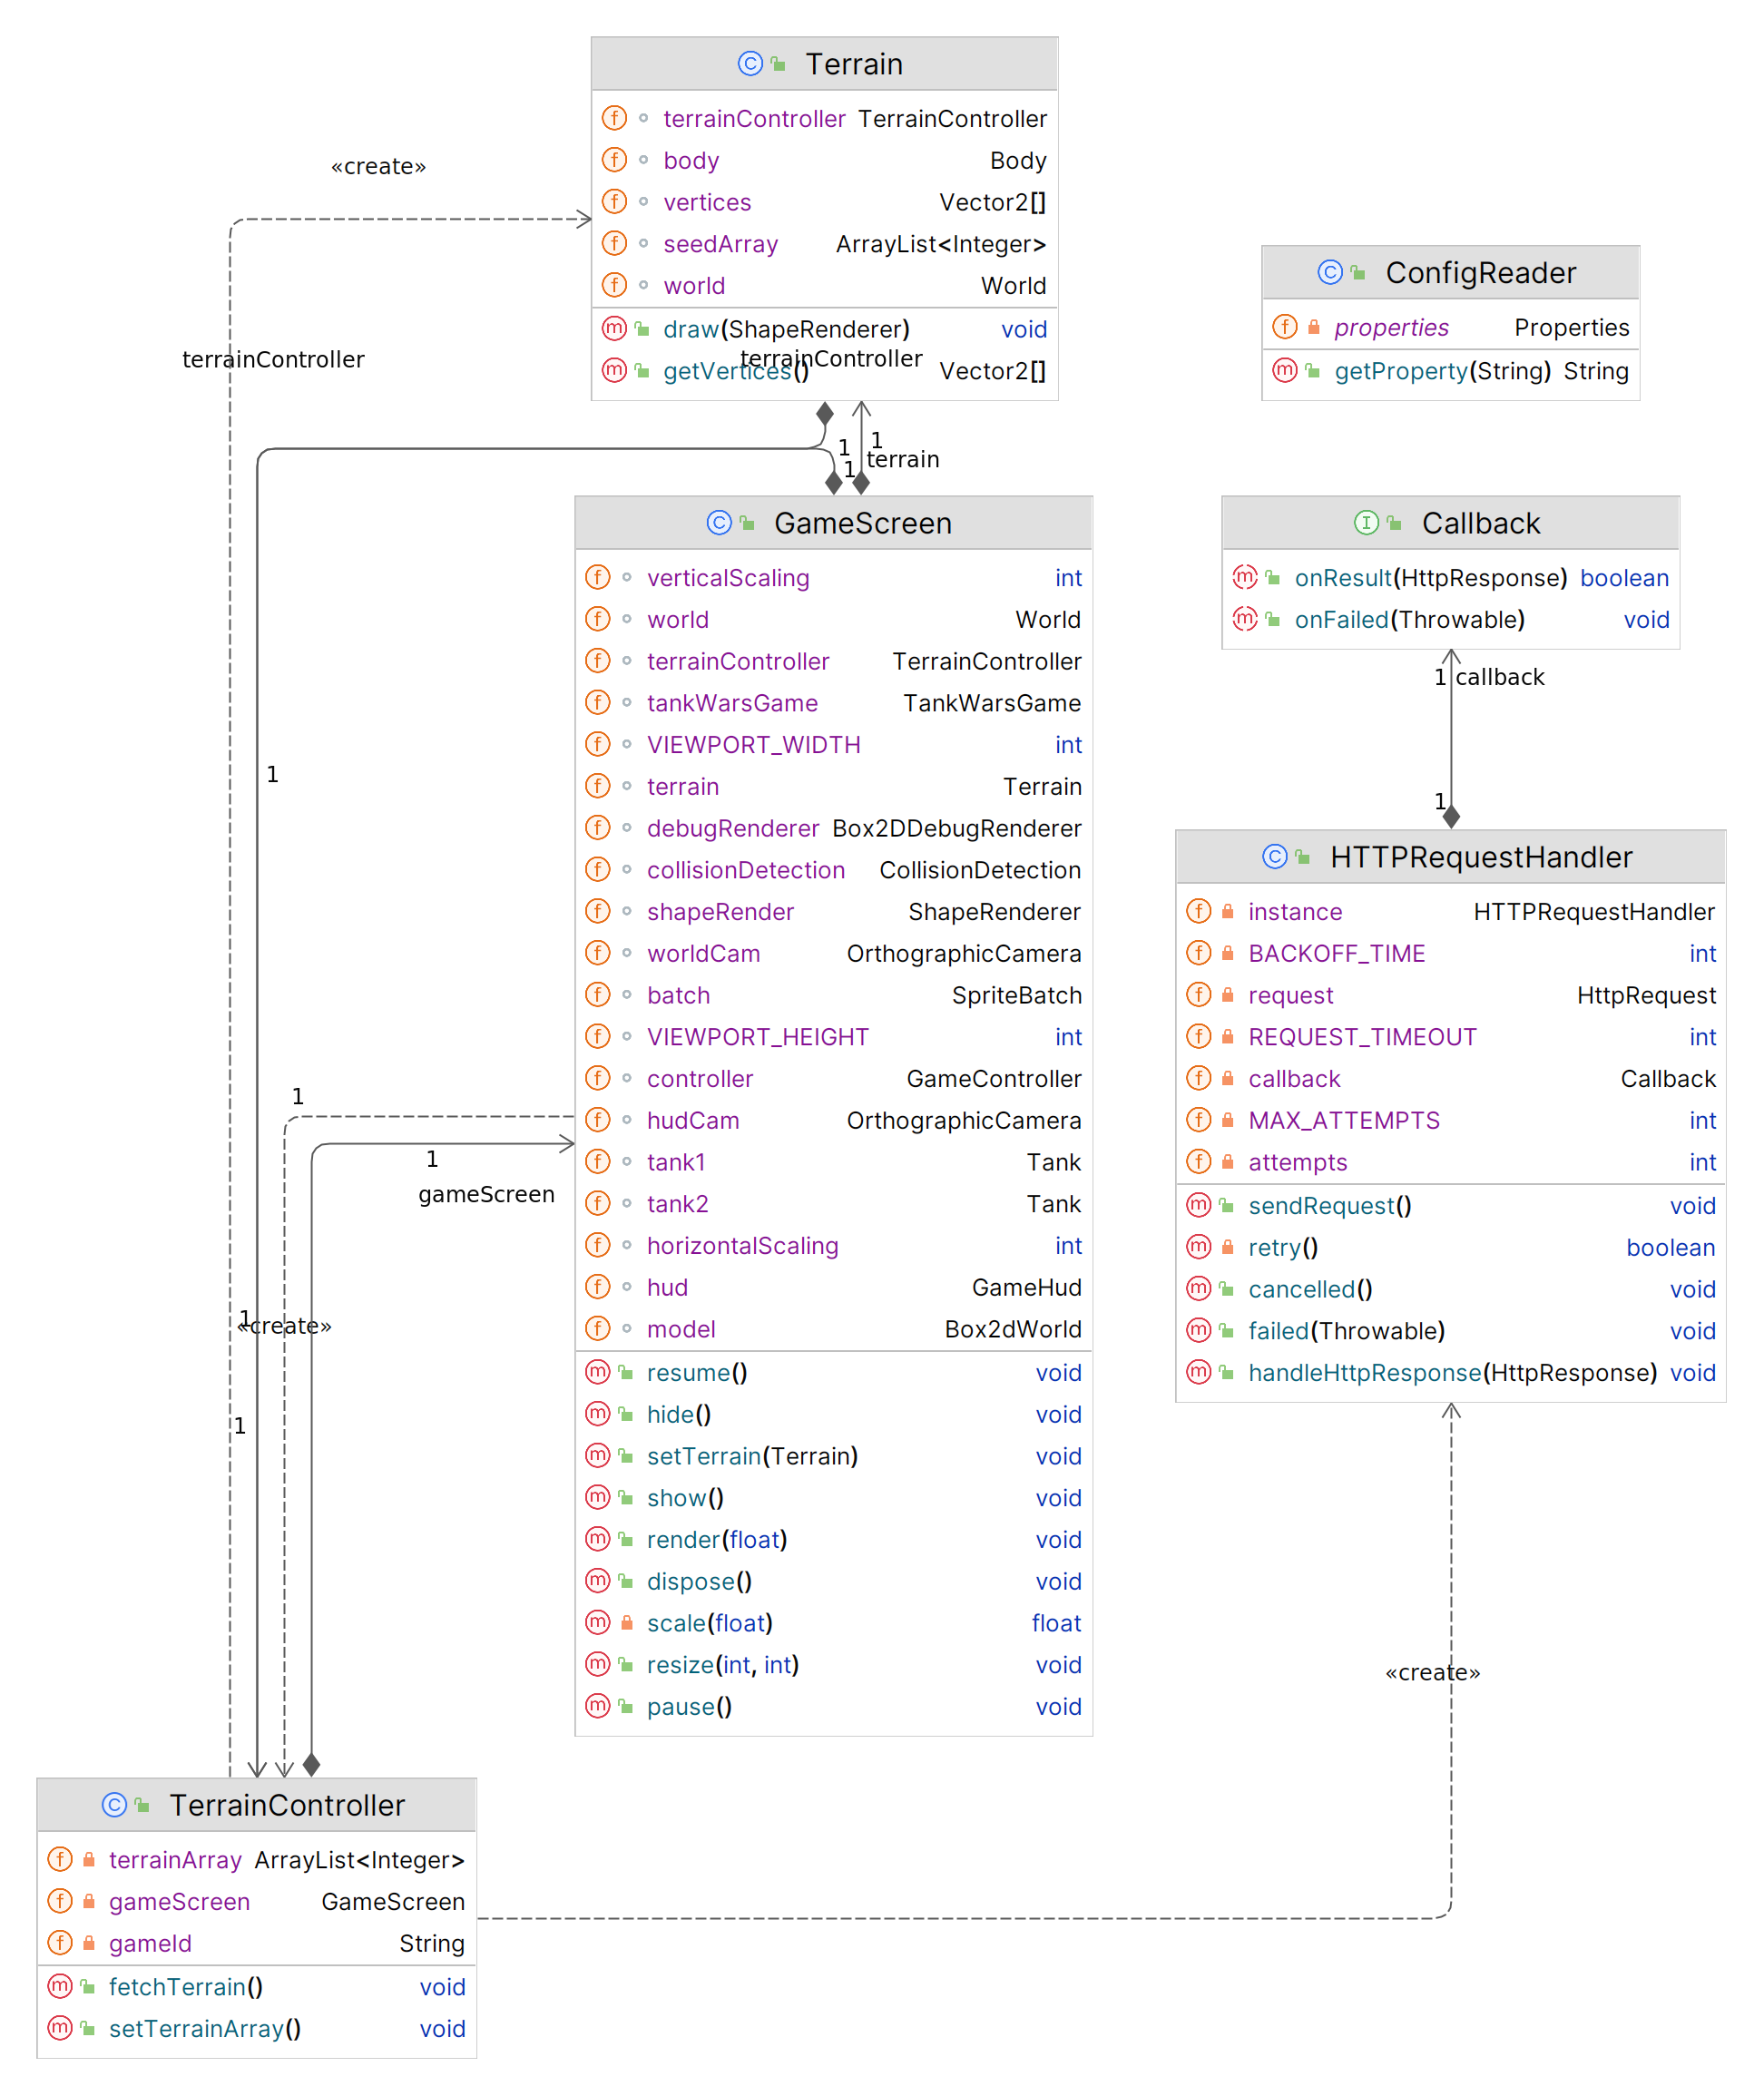 Terrain
terrainController TerrainController
body Body
vertices Vector2[]
seedArray ArrayList<Integer>
world World
draw(ShapeRenderer) void
getVertices() Vector2[]
«create»
terrainController
terrainController
1
1
1
terrain
ConfigReader
properties Properties
getProperty(String) String
GameScreen
verticalScaling int
world World
terrainController TerrainController
tankWarsGame TankWarsGame
VIEWPORT_WIDTH int
terrain Terrain
debugRenderer Box2DDebugRenderer
collisionDetection CollisionDetection
shapeRender ShapeRenderer
worldCam OrthographicCamera
batch SpriteBatch
VIEWPORT_HEIGHT int
controller GameController
hudCam OrthographicCamera
tank1 Tank
tank2 Tank
horizontalScaling int
hud GameHud
model Box2dWorld
resume() void
hide() void
setTerrain(Terrain) void
show() void
render(float) void
dispose() void
scale(float) float
resize(int, int) void
pause() void
Callback
onResult(HttpResponse) boolean
onFailed(Throwable) void
1 callback
1
HTTPRequestHandler
instance HTTPRequestHandler
BACKOFF_TIME int
request HttpRequest
REQUEST_TIMEOUT int
callback Callback
MAX_ATTEMPTS int
attempts int
sendRequest() void
retry() boolean
cancelled() void
failed(Throwable) void
handleHttpResponse(HttpResponse) void
1
1
1
gameScreen
1
«create»
1
«create»
TerrainController
terrainArray ArrayList<Integer>
gameScreen GameScreen
gameId String
fetchTerrain() void
setTerrainArray() void